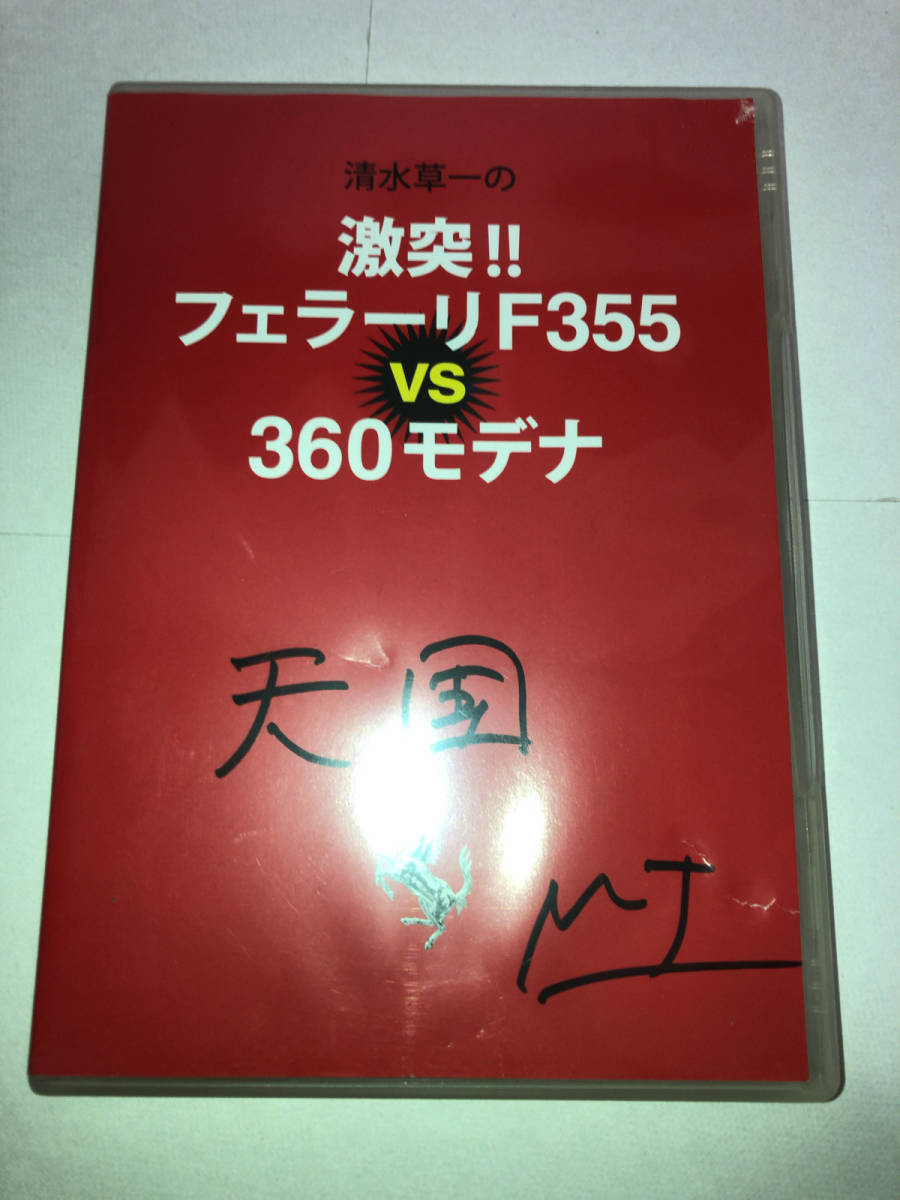 清水草一の
激突!!
フェラーリF355
VS
360モデナ
天国
MJ